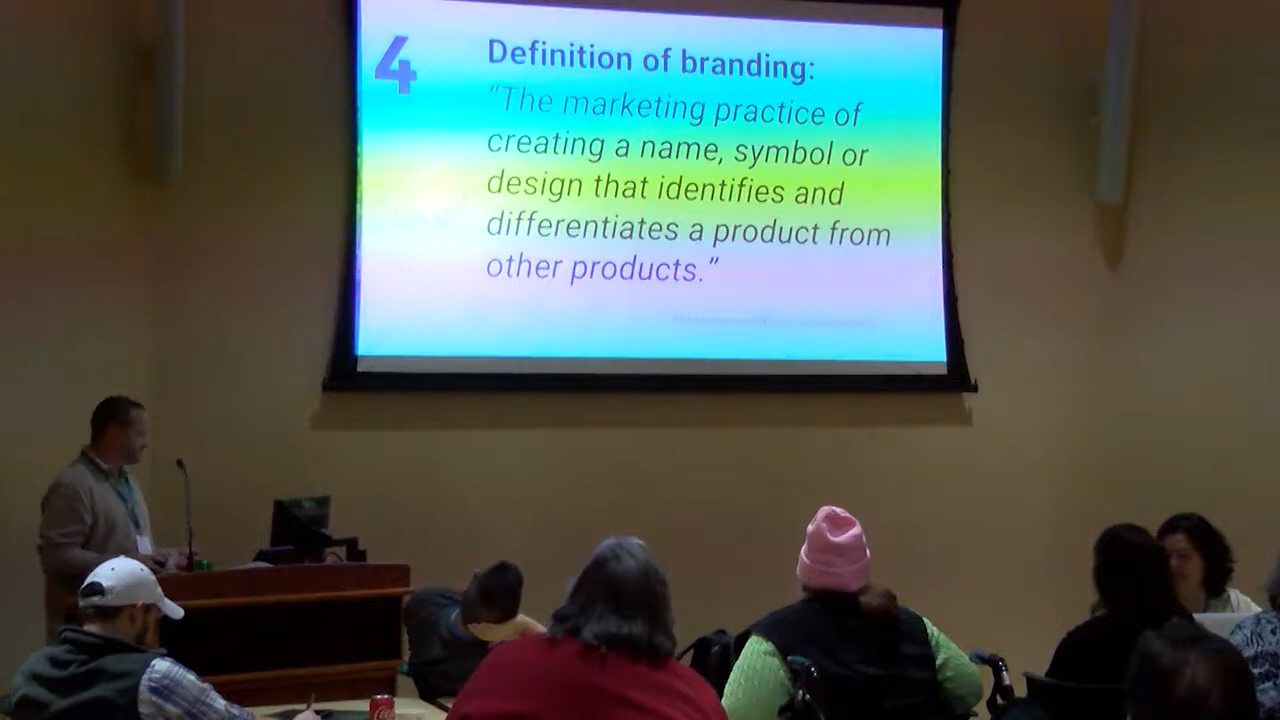 4
Definition of branding:
“The marketing practice of
creating a name, symbol or
design that identifies and
differentiates a product from
other products.”